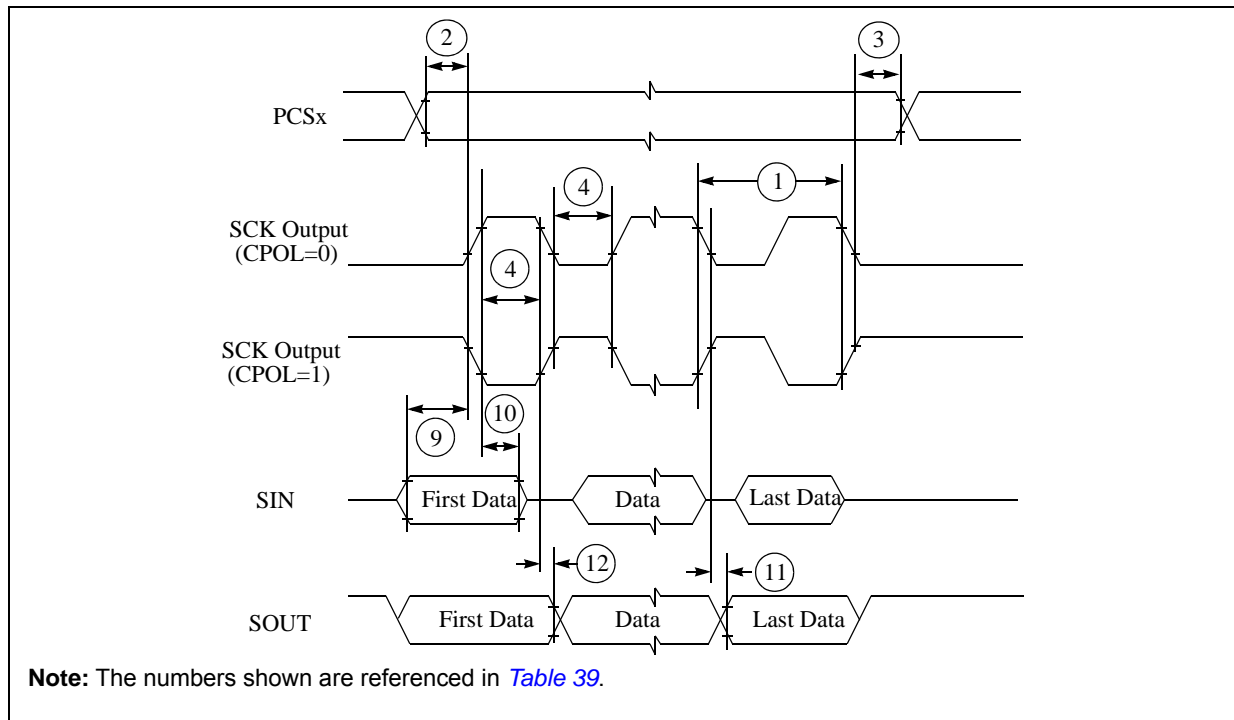 2
3
PCSx
4
1
SCK Output
(CPOL=0)
4
SCK Output
(CPOL=1)
10
9
SIN
First Data
Data
Last Data
12
11
SOUT
First Data
Data
Last Data
Note: The numbers shown are referenced in Table 39.